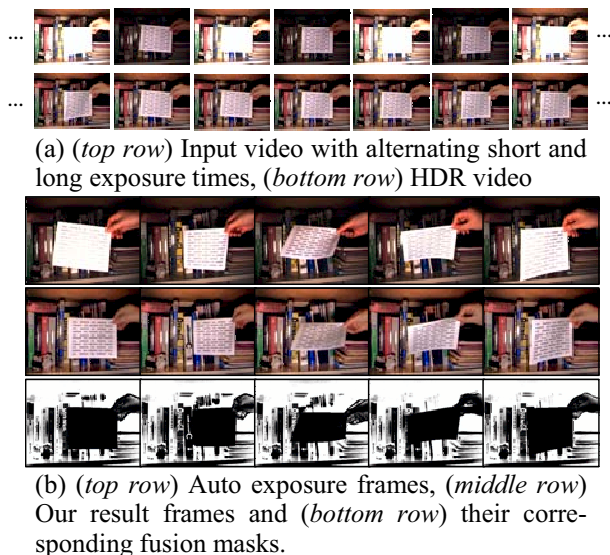 ... ...
... ...
(a) (top row) Input video with alternating short and
long exposure times, (bottom row) HDR video
(b) (top row) Auto exposure frames, (middle row)
Our result frames and (bottom row) their corre-
sponding fusion masks.